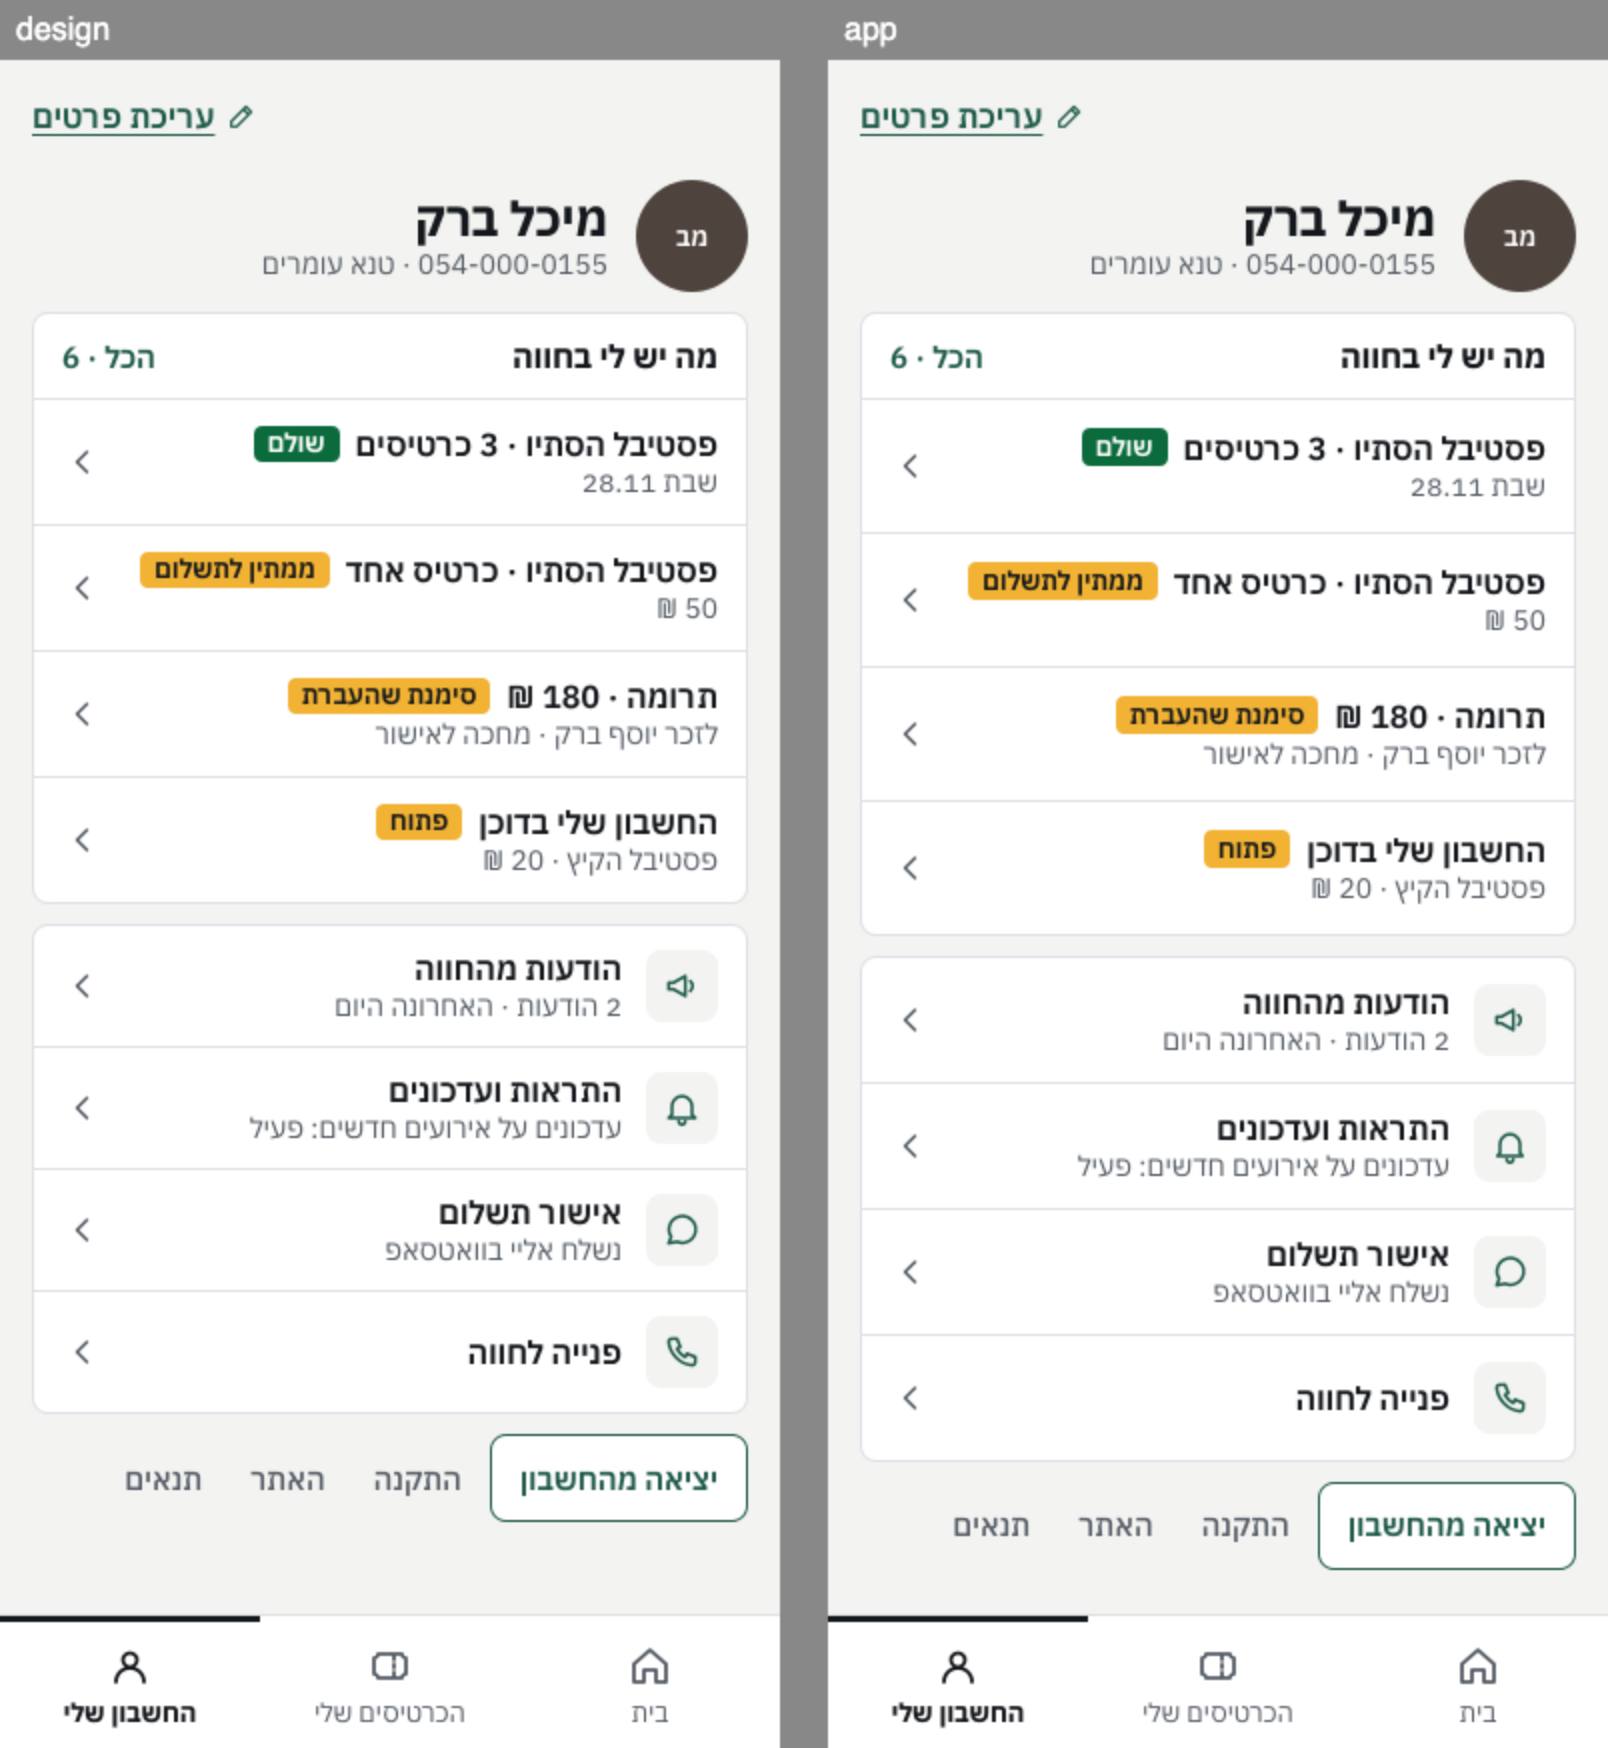 design
עריכת פרטים
מב
מיכל ברק
054-000-0155 · טנא עומרים
מה יש לי בחווה
הכל · 6
פסטיבל הסתיו · 3 כרטיסים שולם
שבת 28.11
פסטיבל הסתיו · כרטיס אחד ממתין לתשלום
50 ₪
תרומה · 180 ₪ סימנת שהעברת
לזכר יוסף ברק · מחכה לאישור
החשבון שלי בדוכן פתוח
פסטיבל הקיץ · 20 ₪
הודעות מהחווה
2 הודעות · האחרונה היום
התראות ועדכונים
עדכונים על אירועים חדשים: פעיל
אישור תשלום
נשלח אליי בוואטסאפ
פנייה לחווה
יציאה מהחשבון התקנה האתר תנאים
בית הכרטיסים שלי החשבון שלי
app
עריכת פרטים
מב
מיכל ברק
054-000-0155 · טנא עומרים
מה יש לי בחווה
הכל · 6
פסטיבל הסתיו · 3 כרטיסים שולם
שבת 28.11
פסטיבל הסתיו · כרטיס אחד ממתין לתשלום
50 ₪
תרומה · 180 ₪ סימנת שהעברת
לזכר יוסף ברק · מחכה לאישור
החשבון שלי בדוכן פתוח
פסטיבל הקיץ · 20 ₪
הודעות מהחווה
2 הודעות · האחרונה היום
התראות ועדכונים
עדכונים על אירועים חדשים: פעיל
אישור תשלום
נשלח אליי בוואטסאפ
פנייה לחווה
יציאה מהחשבון התקנה האתר תנאים
בית הכרטיסים שלי החשבון שלי